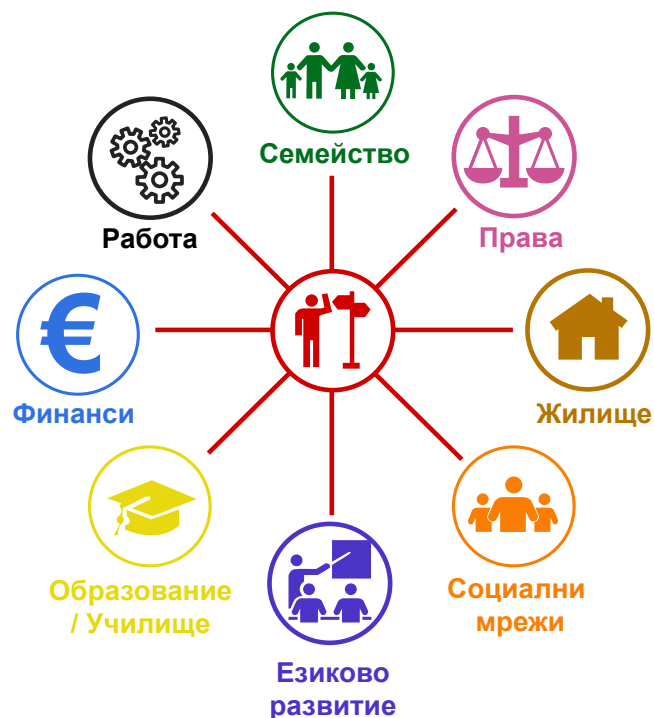 Семейство
Права
Работа
Жилище
Финанси
Социални
мрежи
Образование
/ Училище
Езиково
развитие